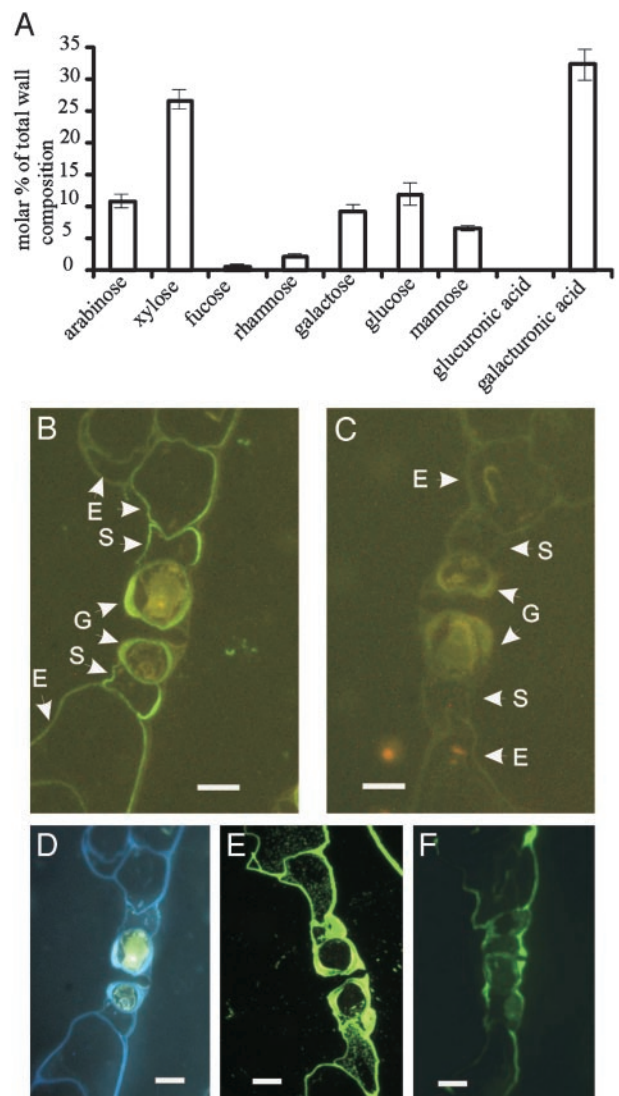 A
molar % of total wall
composition
35
30
25
20
15
10
5
0
arabinose
xylose
fucose
rhamnose
galactose
glucose
mannose
glucuronic acid
galacturonic acid
B
E
S
G
S
E
C
E
S
G
S
E
D
E
F